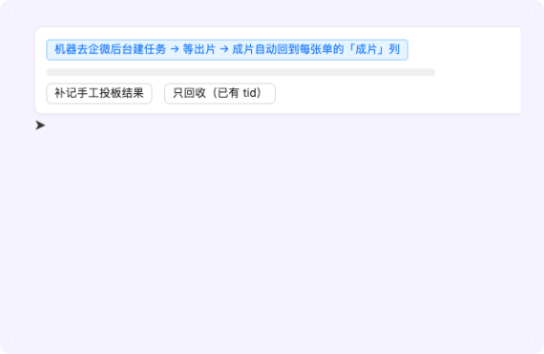 机器去企微后台建任务 → 等出片 → 成片自动回到每张单的「成片」列
补记手工投板结果
只回收（已有 tid）